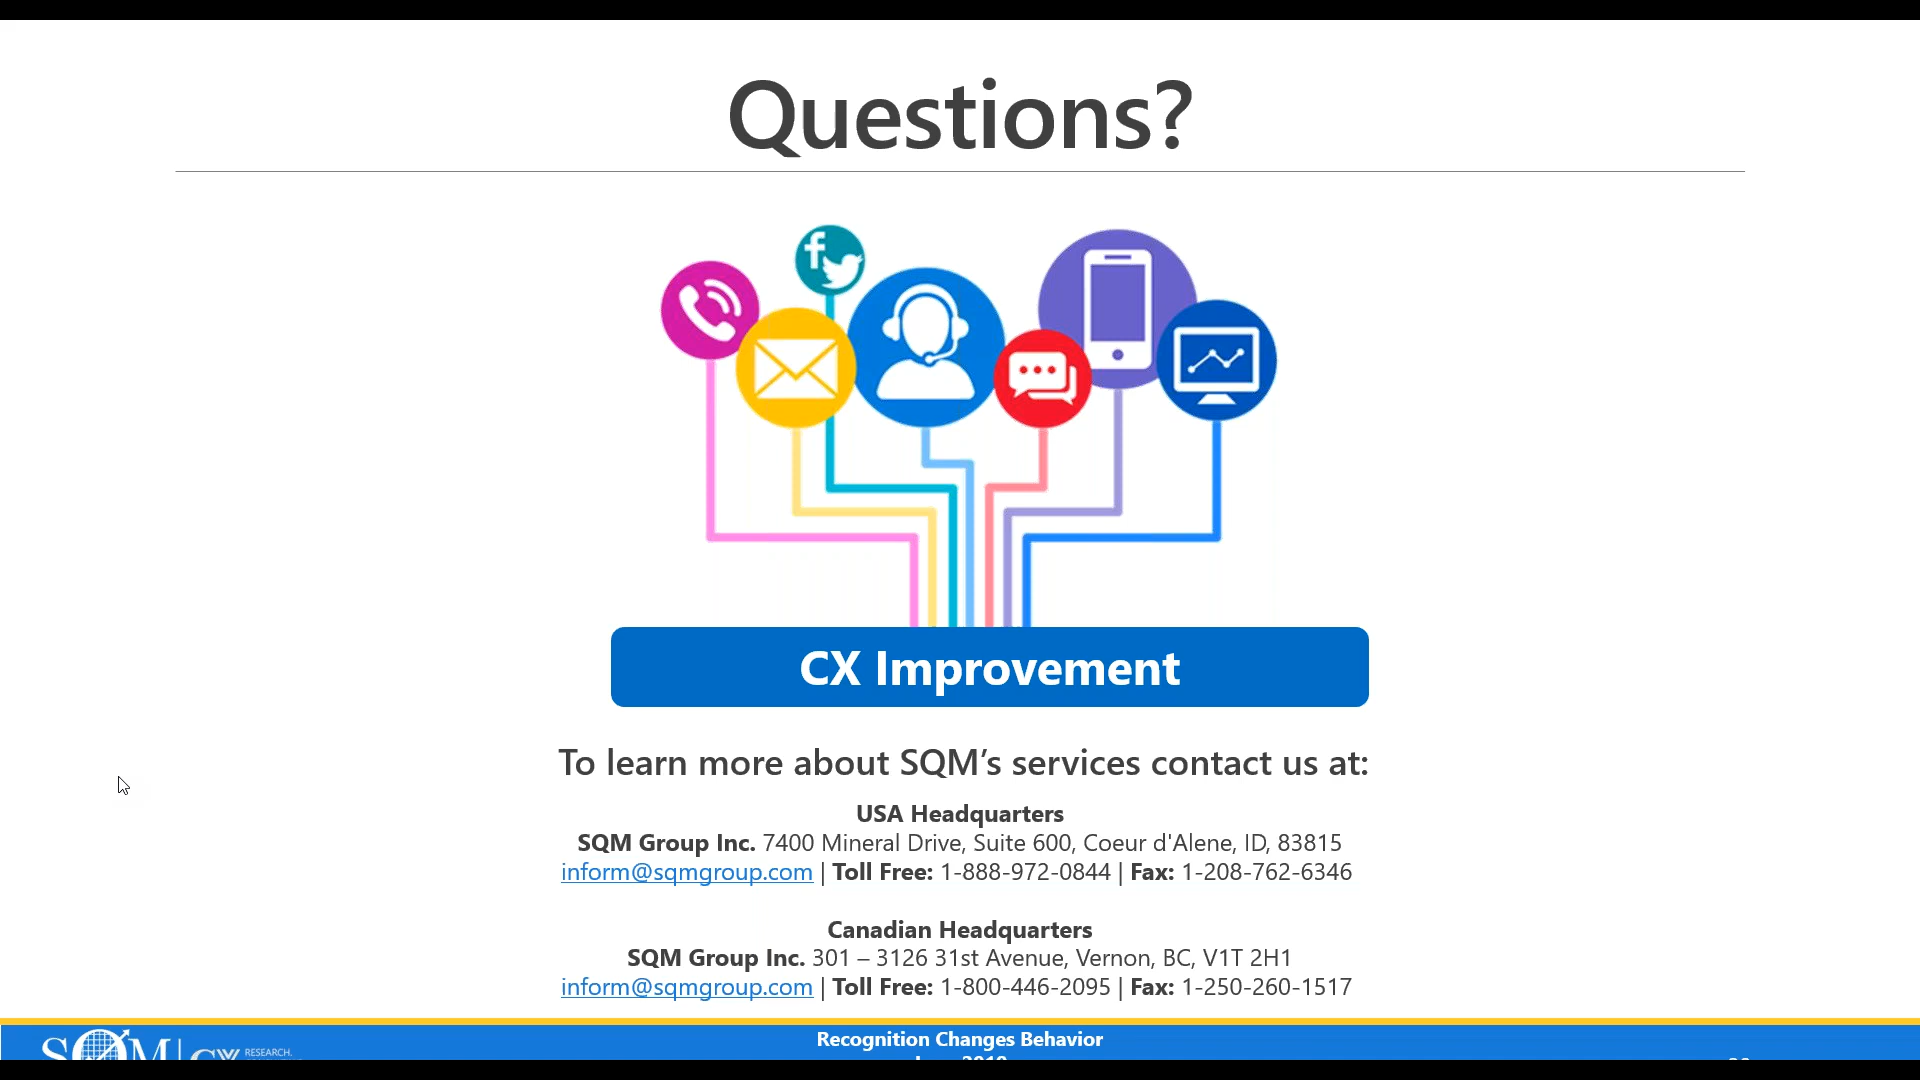 Questions?
CX Improvement
To learn more about SQM’s services contact us at:
USA Headquarters
SQM Group Inc. 7400 Mineral Drive, Suite 600, Coeur d'Alene, ID, 83815
inform@sqmgroup.com | Toll Free: 1-888-972-0844 | Fax: 1-208-762-6346
Canadian Headquarters
SQM Group Inc. 301 – 3126 31st Avenue, Vernon, BC, V1T 2H1
inform@sqmgroup.com | Toll Free: 1-800-446-2095 | Fax: 1-250-260-1517
Recognition Changes Behavior
SQM | CX RESEARCH.